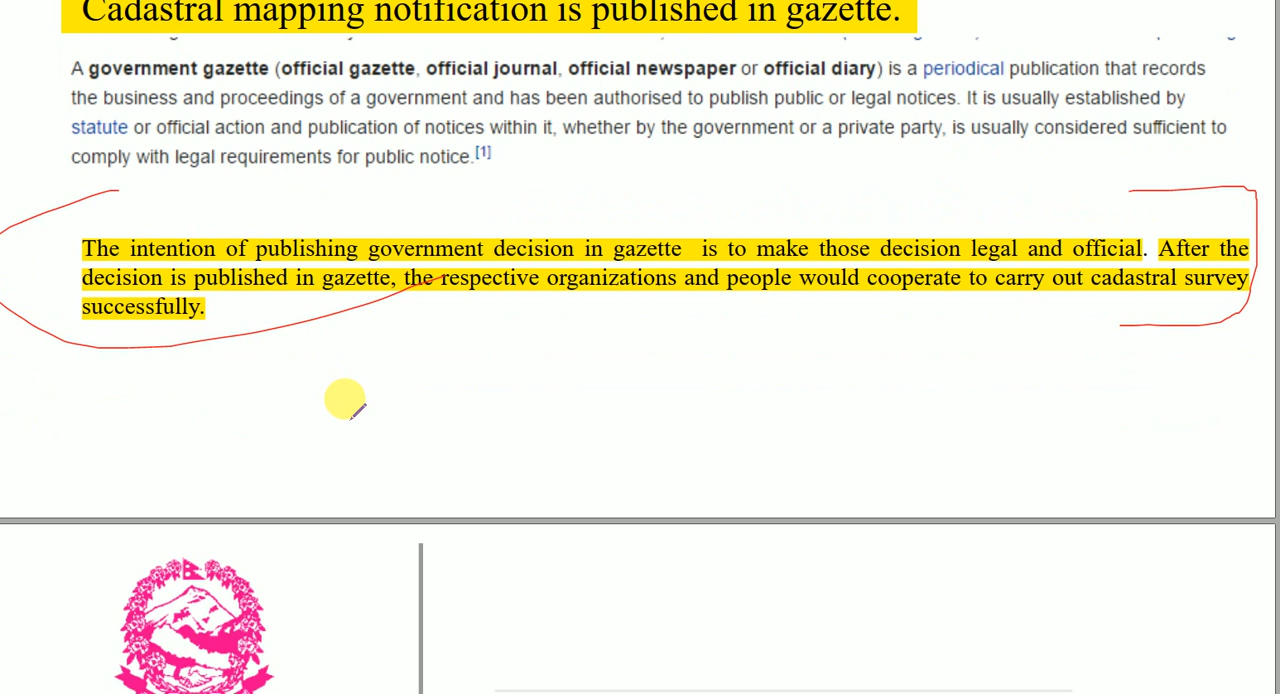 Cadastral mapping notification is published in gazette.
A government gazette (official gazette, official journal, official newspaper or official diary) is a periodical publication that records
the business and proceedings of a government and has been authorised to publish public or legal notices. It is usually established by
statute or official action and publication of notices within it, whether by the government or a private party, is usually considered sufficient to
comply with legal requirements for public notice.[1]
The intention of publishing government decision in gazette is to make those decision legal and official. After the
decision is published in gazette, the respective organizations and people would cooperate to carry out cadastral survey
successfully.